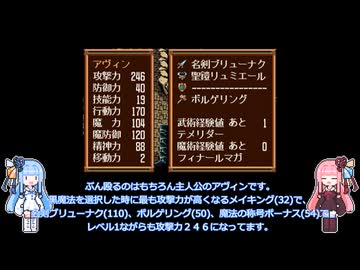 アヴィン
攻撃力 246
防御力 40
技能力 19
行動力 170
魔 力 104
魔防御 120
精神力 88
移動力 2
名剣ブリューナク
聖鎧リュミエール
----------------
ボルゲリング
武術経験値 あと 1
テメリダー
魔術経験値 あと 0
フィナールマガ
ぶん殴るのはもちろん主人公のアヴィンです。
黒魔法を選択した時に最も攻撃力が高くなるメイキング(32)で、
剣ブリューナク(110)、ボルゲリング(50)、魔法の称号ボーナス(54)で
レベル1ながらも攻撃力２４６になってます。